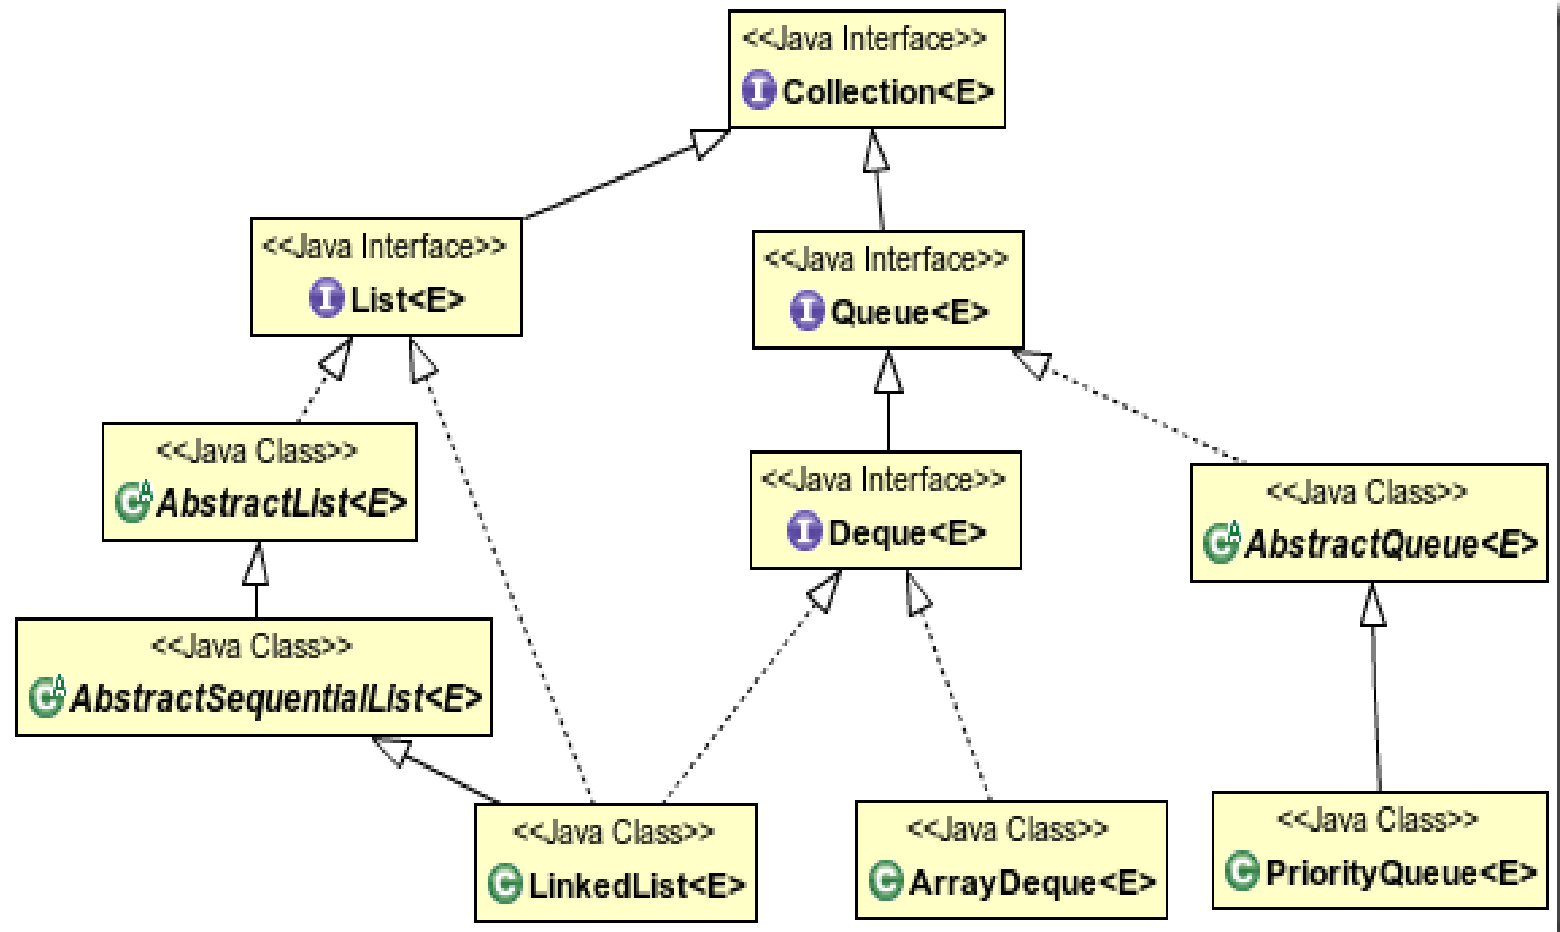 <<Java Interface>>
I Collection<E>
<<Java Interface>>
I List<E>
<<Java Interface>>
I Queue<E>
<<Java Class>>
C A AbstractList<E>
<<Java Interface>>
I Deque<E>
<<Java Class>>
C A AbstractQueue<E>
<<Java Class>>
C A AbstractSequentialList<E>
<<Java Class>>
C LinkedList<E>
<<Java Class>>
C ArrayDeque<E>
<<Java Class>>
C PriorityQueue<E>